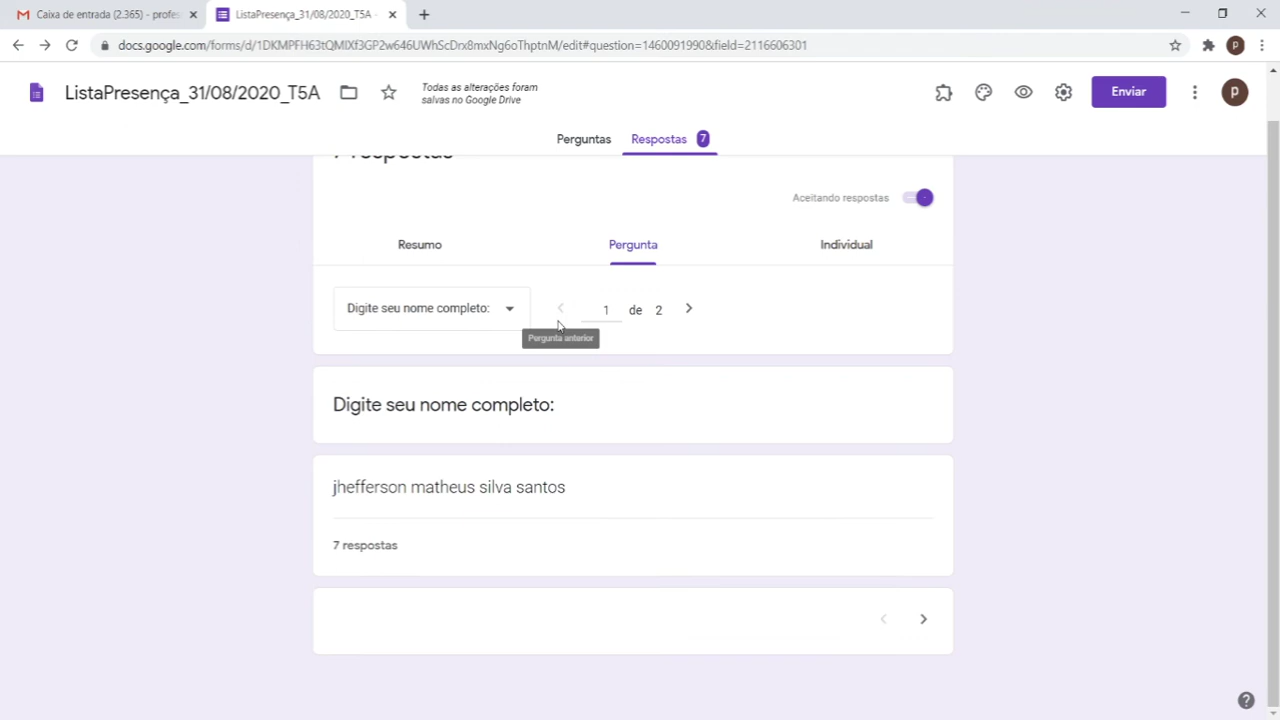 Caixa de entrada (2.365) - profes
ListaPresença_31/08/2020_T5A -
docs.google.com/forms/d/1DKMPFH63tQMIXf3GP2w646UWhScDrx8mxNg6oThptnM/edit#question=1460091990&field=2116606301
P
ListaPresença_31/08/2020_T5A
Todas as alterações foram
salvas no Google Drive
Enviar
P
Perguntas
Respostas 7
7 respostas
Aceitando respostas
Resumo
Pergunta
Individual
Digite seu nome completo:
1 de 2
Pergunta anterior
Digite seu nome completo:
jhefferson matheus silva santos
7 respostas